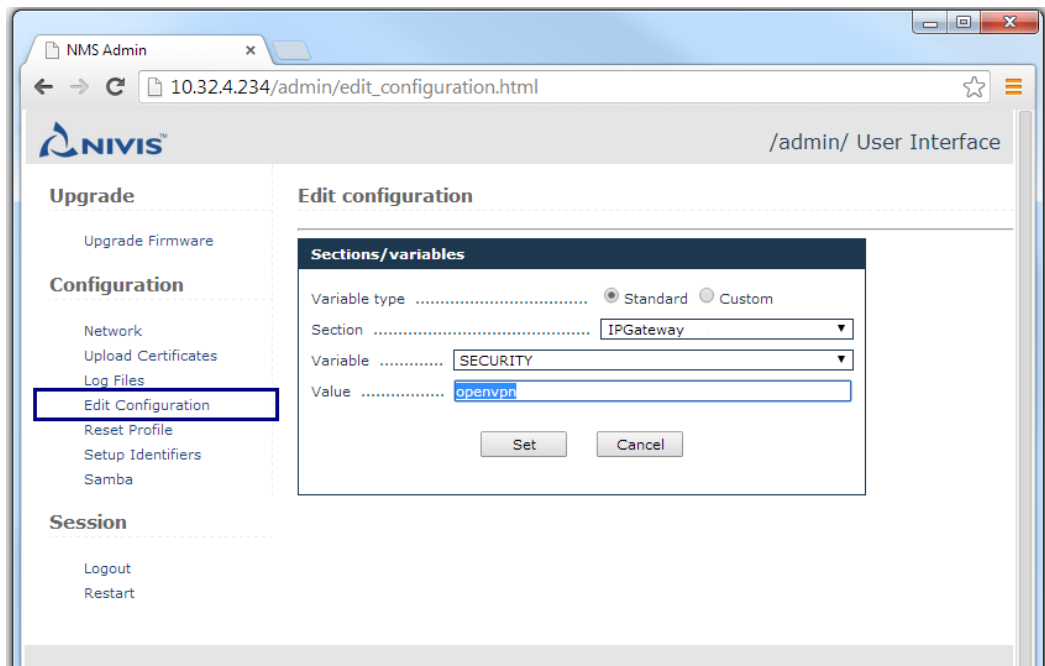 NMS Admin
10.32.4.234/admin/edit_configuration.html
NIVIS™
/admin/ User Interface
Upgrade
Upgrade Firmware
Configuration
Network
Upload Certificates
Log Files
Edit Configuration
Reset Profile
Setup Identifiers
Samba
Session
Logout
Restart
Edit configuration
Sections/variables
Variable type .................................. Standard Custom
Section ........................................... IPGateway
Variable ............. SECURITY
Value ................. openvpn
Set Cancel